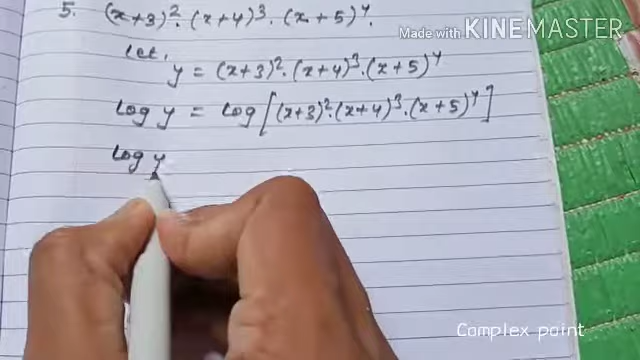 5. (x+3)². (x+4)³. (x+5)⁴.
Made with KINEMASTER
Let,
y = (x+3)².(x+4)³.(x+5)⁴
Log y = Log [(x+3)².(x+4)³.(x+5)⁴]
Log y
Complex point